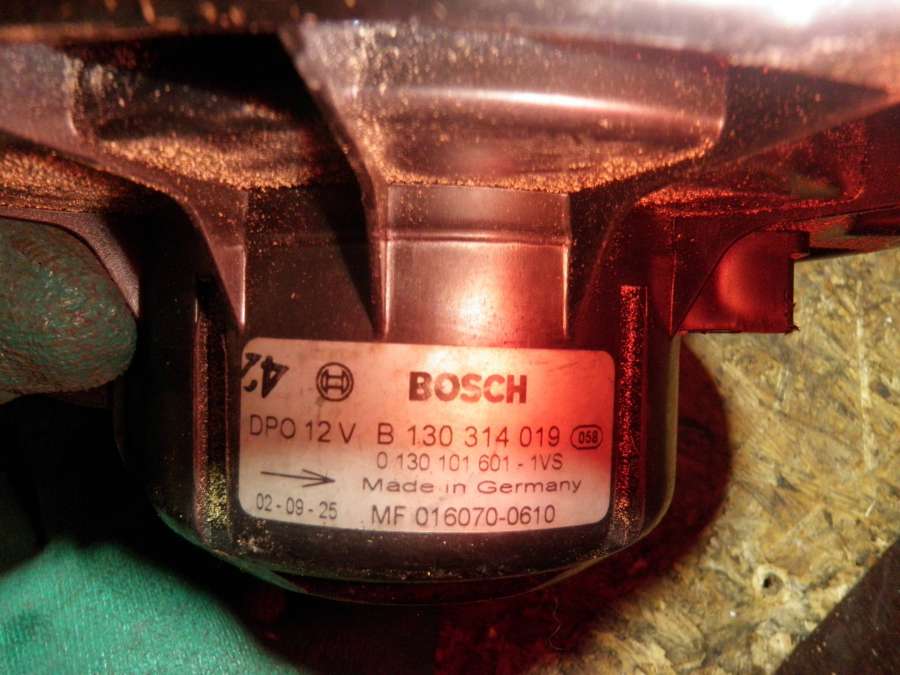 42
BOSCH
DPO 12 V B 130 314 019 058
0 130 101 601 - 1VS
Made in Germany
02-09-25 MF 016070-0610